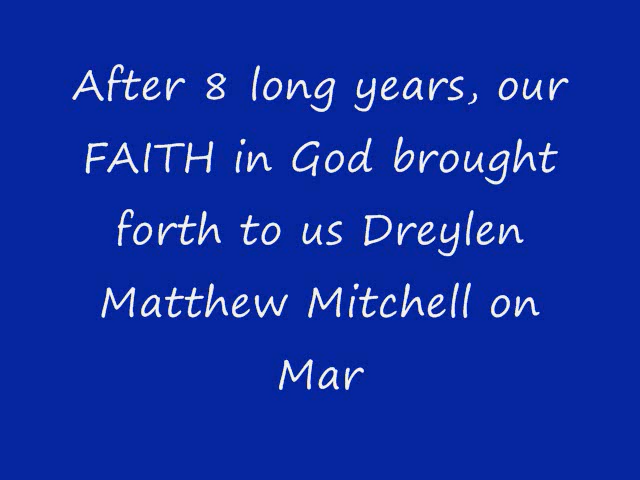 After 8 long years, our
FAITH in God brought
forth to us Dreylen
Matthew Mitchell on
Mar